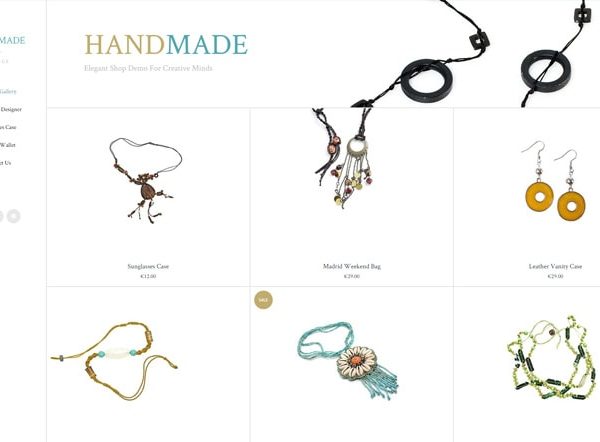 MADE
Gallery
Designer
Case
Wallet
Us
HANDMADE
Elegant Shop Demo For Creative Minds
Sunglasses Case
€12.00
Madrid Weekend Bag
€29.00
Leather Vanity Case
€29.00
SALE